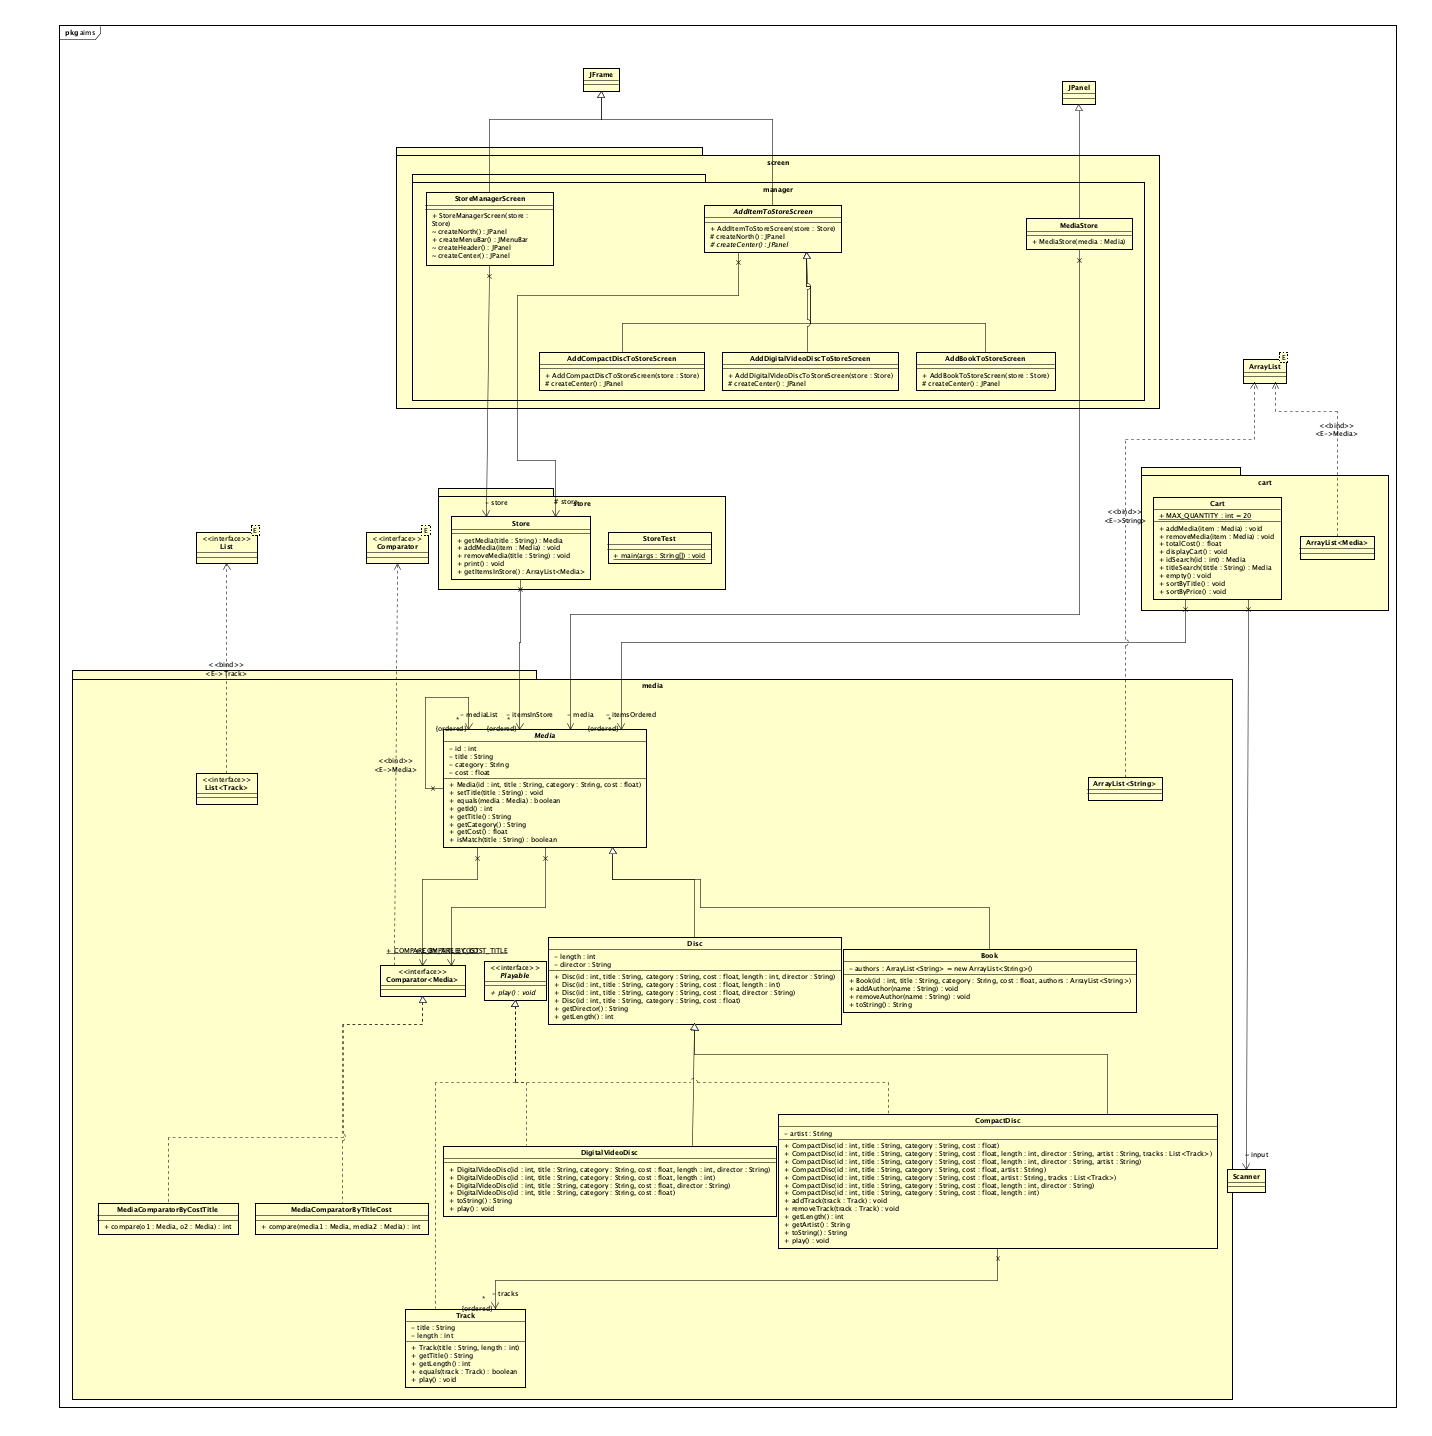 pkg aims
JFrame
JPanel
screen
manager
StoreManagerScreen
+ StoreManagerScreen(store :
Store)
~ createNorth() : JPanel
+ createMenuBar() : JMenuBar
~ createHeader() : JPanel
~ createCenter() : JPanel
AddItemToStoreScreen
+ AddItemToStoreScreen(store : Store)
# createNorth() : JPanel
# createCenter() : JPanel
MediaStore
+ MediaStore(media : Media)
AddCompactDiscToStoreScreen
+ AddCompactDiscToStoreScreen(store : Store)
# createCenter() : JPanel
AddDigitalVideoDiscToStoreScreen
+ AddDigitalVideoDiscToStoreScreen(store : Store)
# createCenter() : JPanel
AddBookToStoreScreen
+ AddBookToStoreScreen(store : Store)
# createCenter() : JPanel
E
ArrayList
<<bind>>
<E->Media>
<<bind>>
<E->String>
cart
Cart
+ MAX_QUANTITY : int = 20
+ addMedia(item : Media) : void
+ removeMedia(item : Media) : void
+ totalCost() : float
+ displayCart() : void
+ idSearch(id : int) : Media
+ titleSearch(tittle : String) : Media
+ empty() : void
+ sortByTitle() : void
+ sortByPrice() : void
ArrayList<Media>
- store
# store
store
Store
+ getMedia(title : String) : Media
+ addMedia(item : Media) : void
+ removeMedia(title : String) : void
+ print() : void
+ getItemsInStore() : ArrayList<Media>
StoreTest
+ main(args : String[]) : void
E
<<interface>>
List
E
<<interface>>
Comparator
<<bind>>
<E->Track>
media
- mediaList
*
{ordered}
- itemsInStore
*
{ordered}
- media
- itemsOrdered
*
{ordered}
Media
- id : int
- title : String
- category : String
- cost : float
+ Media(id : int, title : String, category : String, cost : float)
+ setTitle(title : String) : void
+ equals(media : Media) : boolean
+ getId() : int
+ getTitle() : String
+ getCategory() : String
+ getCost() : float
+ isMatch(title : String) : boolean
<<bind>>
<E->Media>
<<interface>>
List<Track>
ArrayList<String>
<<interface>>
Comparator<Media>
<<interface>>
Playable
+ play() : void
Disc
- length : int
- director : String
+ Disc(id : int, title : String, category : String, cost : float, length : int, director : String)
+ Disc(id : int, title : String, category : String, cost : float, length : int)
+ Disc(id : int, title : String, category : String, cost : float, director : String)
+ Disc(id : int, title : String, category : String, cost : float)
+ getDirector() : String
+ getLength() : int
Book
- authors : ArrayList<String> = new ArrayList<String>()
+ Book(id : int, title : String, category : String, cost : float, authors : ArrayList<String>)
+ addAuthor(name : String) : void
+ removeAuthor(name : String) : void
+ toString() : String
DigitalVideoDisc
+ DigitalVideoDisc(id : int, title : String, category : String, cost : float, length : int, director : String)
+ DigitalVideoDisc(id : int, title : String, category : String, cost : float, length : int)
+ DigitalVideoDisc(id : int, title : String, category : String, cost : float, director : String)
+ DigitalVideoDisc(id : int, title : String, category : String, cost : float)
+ toString() : String
+ play() : void
CompactDisc
- artist : String
+ CompactDisc(id : int, title : String, category : String, cost : float)
+ CompactDisc(id : int, title : String, category : String, cost : float, length : int, director : String, artist : String, tracks : List<Track>)
+ CompactDisc(id : int, title : String, category : String, cost : float, length : int, director : String, artist : String)
+ CompactDisc(id : int, title : String, category : String, cost : float, artist : String)
+ CompactDisc(id : int, title : String, category : String, cost : float, artist : String, tracks : List<Track>)
+ CompactDisc(id : int, title : String, category : String, cost : float, length : int, director : String)
+ CompactDisc(id : int, title : String, category : String, cost : float, length : int)
+ addTrack(track : Track) : void
+ removeTrack(track : Track) : void
+ getLength() : int
+ getArtist() : String
+ toString() : String
+ play() : void
- input
Scanner
MediaComparatorByCostTitle
+ compare(o1 : Media, o2 : Media) : int
MediaComparatorByTitleCost
+ compare(media1 : Media, media2 : Media) : int
- tracks
*
{ordered}
Track
- title : String
- length : int
+ Track(title : String, length : int)
+ getTitle() : String
+ getLength() : int
+ equals(track : Track) : boolean
+ play() : void